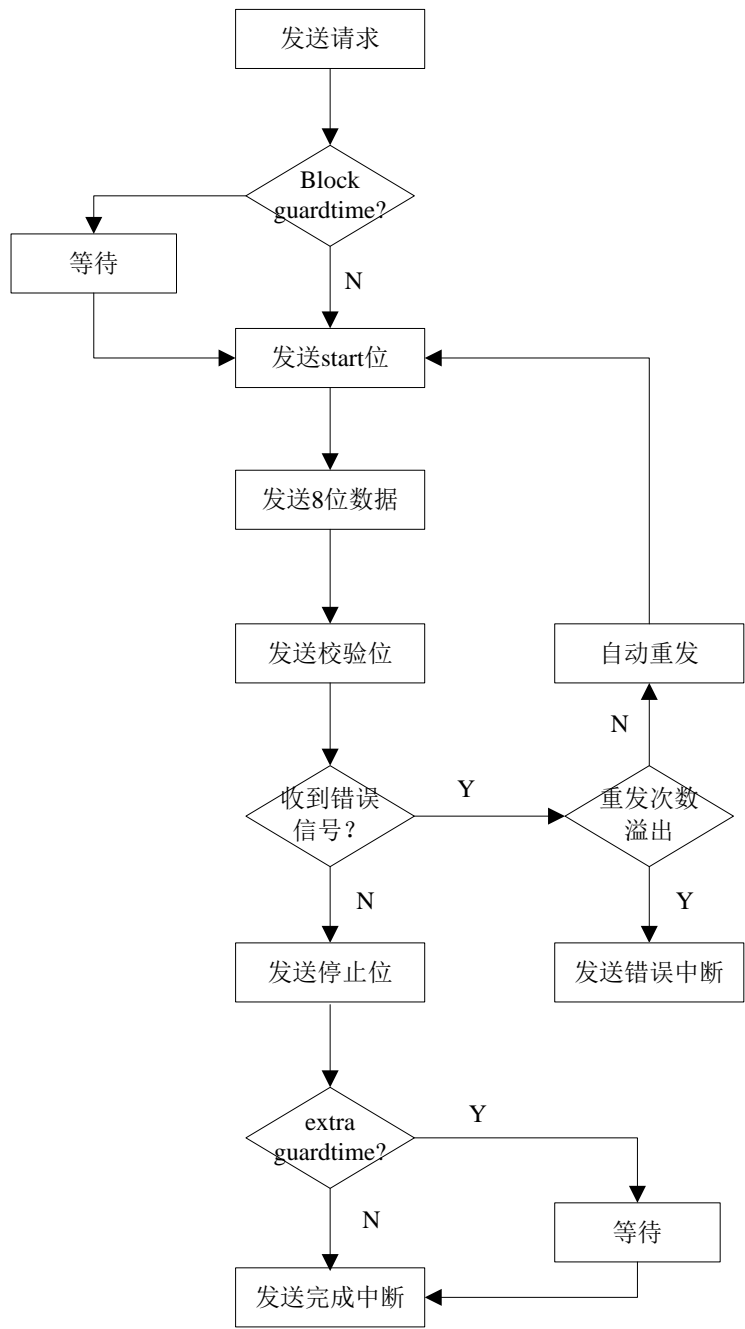 发送请求
Block
guardtime?
等待
N
发送start位
发送8位数据
发送校验位
自动重发
N
收到错误
信号？
Y
重发次数
溢出
N
Y
发送停止位
发送错误中断
extra
guardtime?
Y
N
等待
发送完成中断